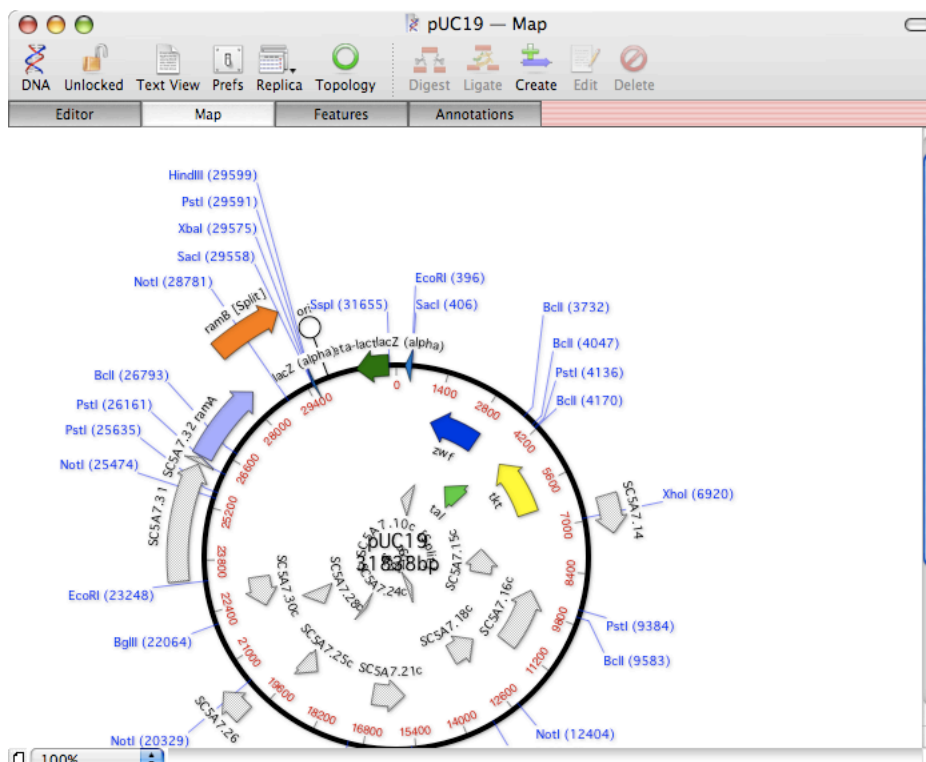 pUC19 — Map
DNA Unlocked Text View Prefs Replica Topology Digest Ligate Create Edit Delete
Editor Map Features Annotations
HindIII (29599)
PstI (29591)
XbaI (29575)
SacI (29558)
NotI (28781)
ramB [Split]
ori
SspI (31655)
EcoRI (396)
SacI (406)
BclI (3732)
BclI (4047)
PstI (4136)
BclI (4170)
lacZ (alpha)
sta-lact
lacZ (alpha)
BclI (26793)
PstI (26161)
PstI (25635)
NotI (25474)
SC5A7.32
ramA
SC5A7.31
EcoRI (23248)
BglII (22064)
NotI (20329)
SC5A7.26
XhoI (6920)
SC5A7.14
PstI (9384)
BclI (9583)
NotI (12404)
0
1400
2800
4200
5600
7000
8400
9800
11200
12600
14000
15400
16800
18200
19600
21000
22400
23800
25200
26600
28000
29400
zwf
tal
tkt
SC5A7.10c
pUC19
31838bp
SC5A7.15c
SC5A7.24c
SC5A7.28c
SC5A7.30c
SC5A7.25c
SC5A7.21c
SC5A7.18c
SC5A7.16c
100%